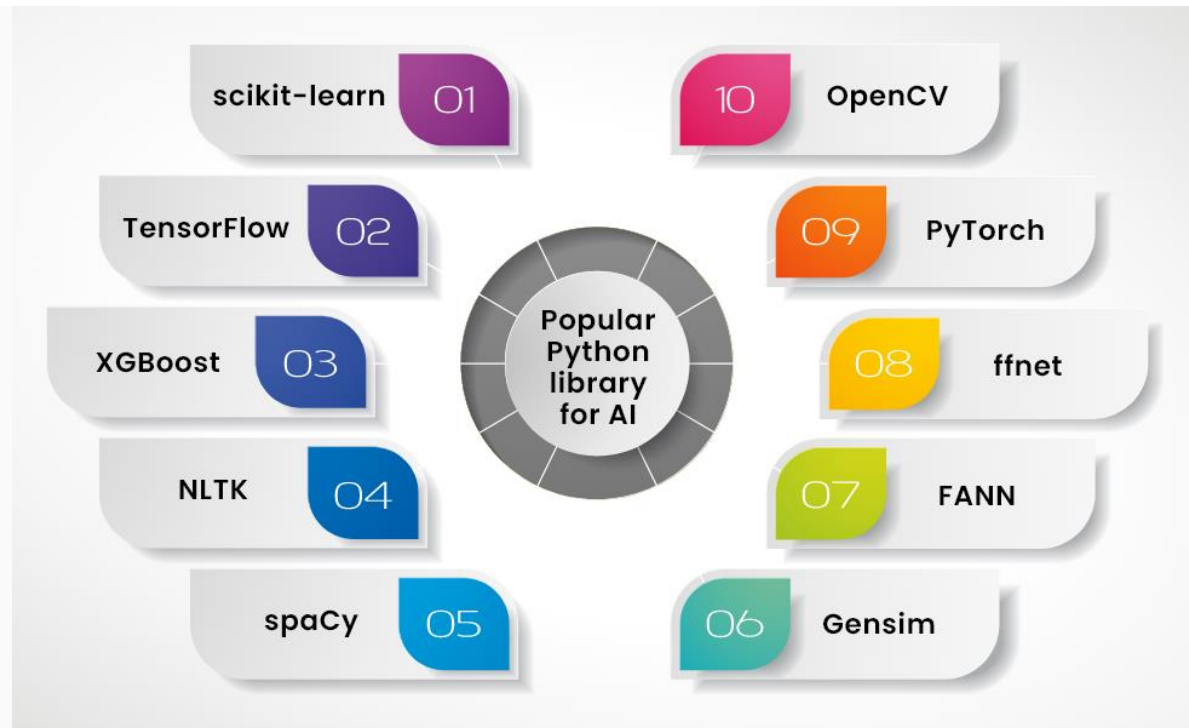 scikit-learn 01
TensorFlow 02
XGBoost 03
NLTK 04
spaCy 05
Popular
Python
library
for AI
10 OpenCV
09 PyTorch
08 ffnet
07 FANN
06 Gensim